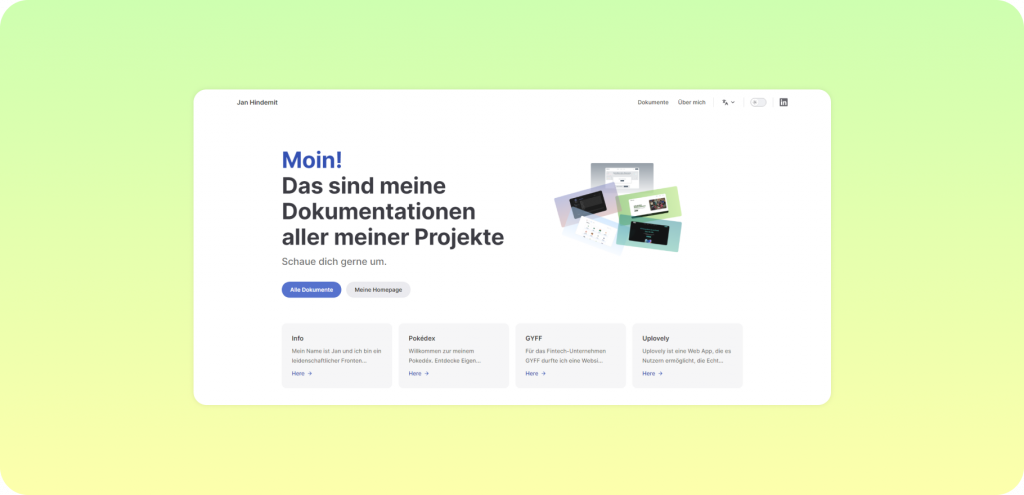 Jan Hindemit
Dokumente Über mich
Moin!
Das sind meine
Dokumentationen
aller meiner Projekte
Schaue dich gerne um.
Alle Dokumente Meine Homepage
Info
Mein Name ist Jan und ich bin ein
leidenschaftlicher Fronten...
Here →
Pokédex
Willkommen zur meinem
Pokedéx. Entdecke Eigen...
Here →
GYFF
Für das Fintech-Unternehmen
GYFF durfte ich eine Websi...
Here →
Uplovely
Uplovely ist eine Web App, die es
Nutzern ermöglicht, die Echt...
Here →